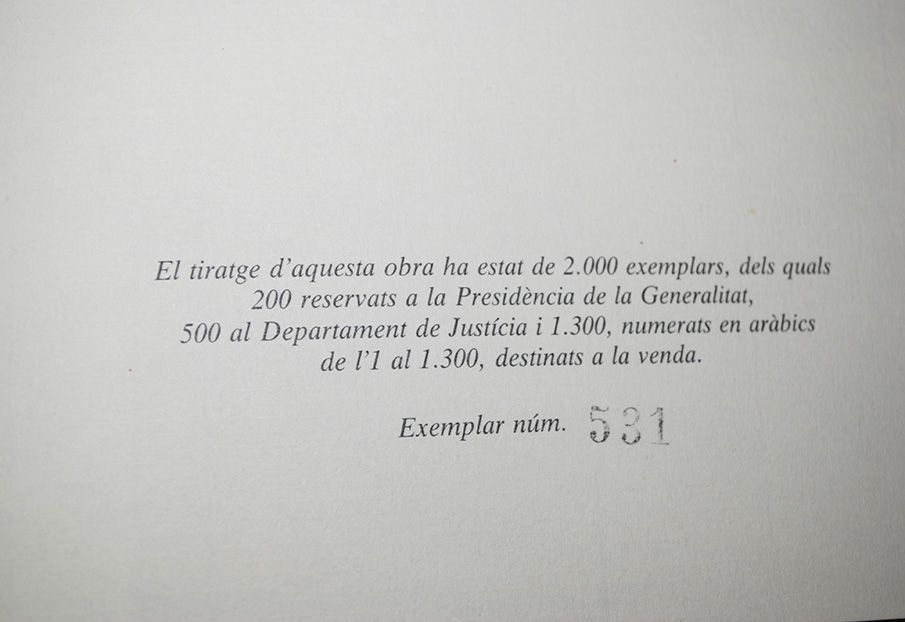 El tiratge d'aquesta obra ha estat de 2.000 exemplars, dels quals
200 reservats a la Presidència de la Generalitat,
500 al Departament de Justícia i 1.300, numerats en aràbics
de l'1 al 1.300, destinats a la venda.
Exemplar núm. 531